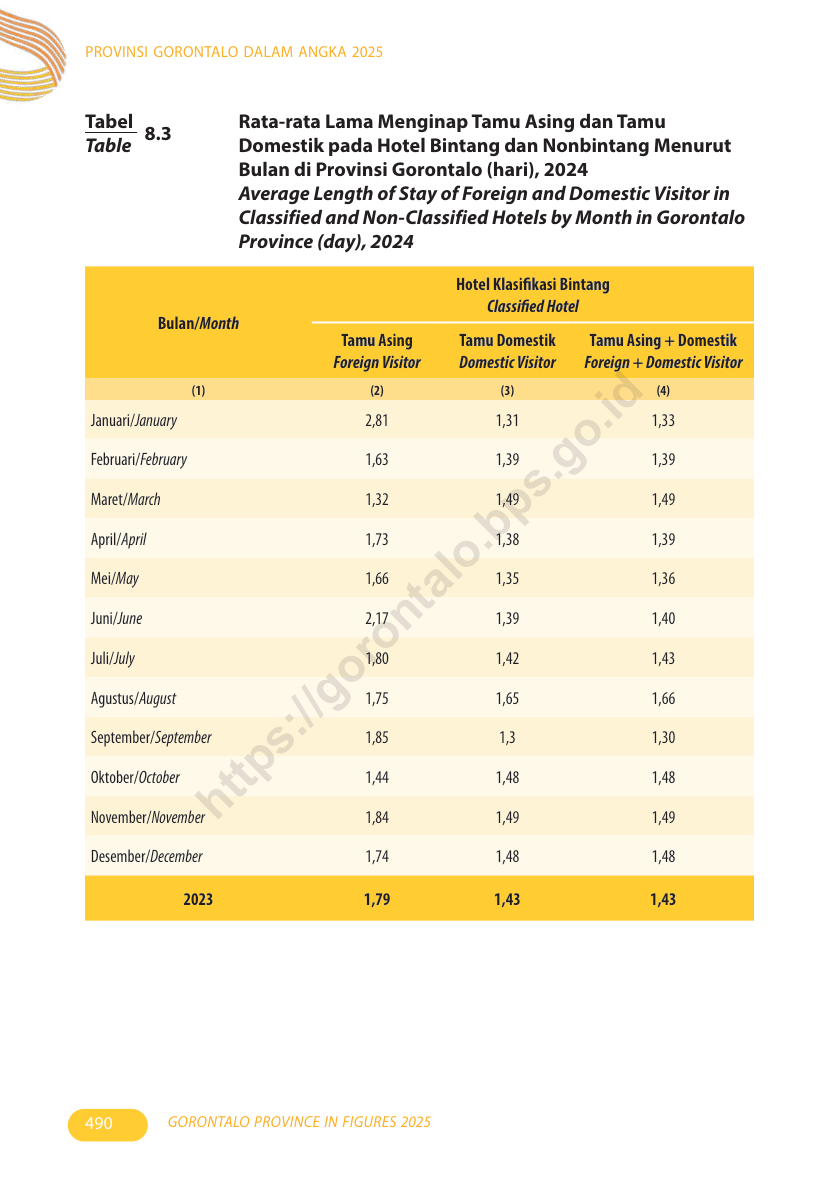 PROVINSI GORONTALO DALAM ANGKA 2025
Tabel
Table
8.3
Rata-rata Lama Menginap Tamu Asing dan Tamu
Domestik pada Hotel Bintang dan Nonbintang Menurut
Bulan di Provinsi Gorontalo (hari), 2024
Average Length of Stay of Foreign and Domestic Visitor in
Classified and Non-Classified Hotels by Month in Gorontalo
Province (day), 2024
Bulan/Month
Hotel Klasifikasi Bintang
Classified Hotel
Tamu Asing Tamu Domestik Tamu Asing + Domestik
Foreign Visitor Domestic Visitor Foreign + Domestic Visitor
(1) (2) (3) (4)
Januari/January 2,81 1,31 1,33
Februari/February 1,63 1,39 1,39
Maret/March 1,32 1,49 1,49
April/April 1,73 1,38 1,39
Mei/May 1,66 1,35 1,36
Juni/June 2,17 1,39 1,40
Juli/July 1,80 1,42 1,43
Agustus/August 1,75 1,65 1,66
September/September 1,85 1,3 1,30
Oktober/October 1,44 1,48 1,48
November/November 1,84 1,49 1,49
Desember/December 1,74 1,48 1,48
2023 1,79 1,43 1,43
https://gorontalo.bps.go.id
490 GORONTALO PROVINCE IN FIGURES 2025